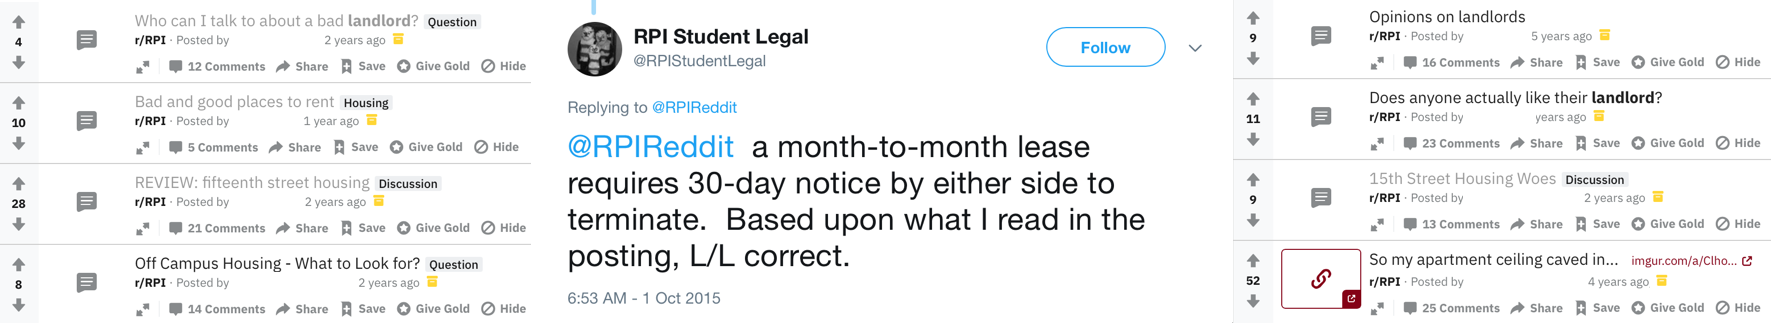 4
Who can I talk to about a bad landlord? Question
r/RPI · Posted by 2 years ago
12 Comments Share Save Give Gold Hide
10
Bad and good places to rent Housing
r/RPI · Posted by 1 year ago
5 Comments Share Save Give Gold Hide
28
REVIEW: fifteenth street housing Discussion
r/RPI · Posted by 2 years ago
21 Comments Share Save Give Gold Hide
8
Off Campus Housing - What to Look for? Question
r/RPI · Posted by 2 years ago
14 Comments Share Save Give Gold Hide
RPI Student Legal
@RPIStudentLegal
Follow
Replying to @RPIReddit
@RPIReddit a month-to-month lease
requires 30-day notice by either side to
terminate. Based upon what I read in the
posting, L/L correct.
6:53 AM - 1 Oct 2015
9
Opinions on landlords
r/RPI · Posted by 5 years ago
16 Comments Share Save Give Gold Hide
11
Does anyone actually like their landlord?
r/RPI · Posted by years ago
23 Comments Share Save Give Gold Hide
9
15th Street Housing Woes Discussion
r/RPI · Posted by 2 years ago
13 Comments Share Save Give Gold Hide
52
So my apartment ceiling caved in... imgur.com/a/Clho...
r/RPI · Posted by 4 years ago
25 Comments Share Save Give Gold Hide